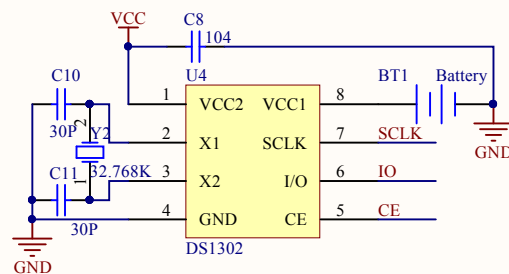 VCC
C8
104
C10
U4
BT1
Battery
1
VCC2
VCC1
8
30P
2
Y2
2
X1
SCLK
7
SCLK
GND
C11
1
32.768K
3
X2
I/O
6
IO
4
GND
CE
5
CE
30P
GND
DS1302